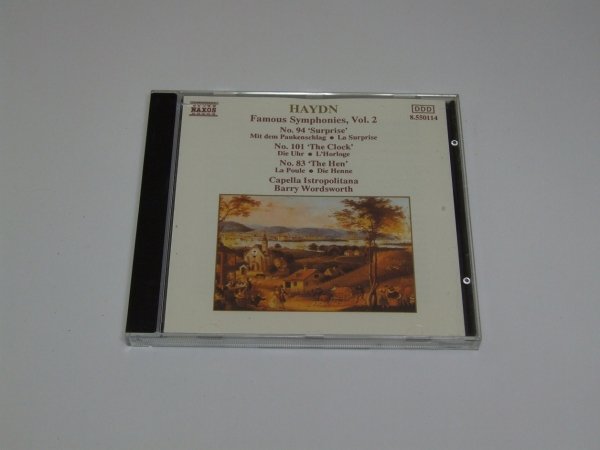 NAXOS
DDD
8.550114
HAYDN
Famous Symphonies, Vol. 2
No. 94 ‘Surprise’
Mit dem Paukenschlag • La Surprise
No. 101 ‘The Clock’
Die Uhr • L'Horloge
No. 83 ‘The Hen’
La Poule • Die Henne
Capella Istropolitana
Barry Wordsworth